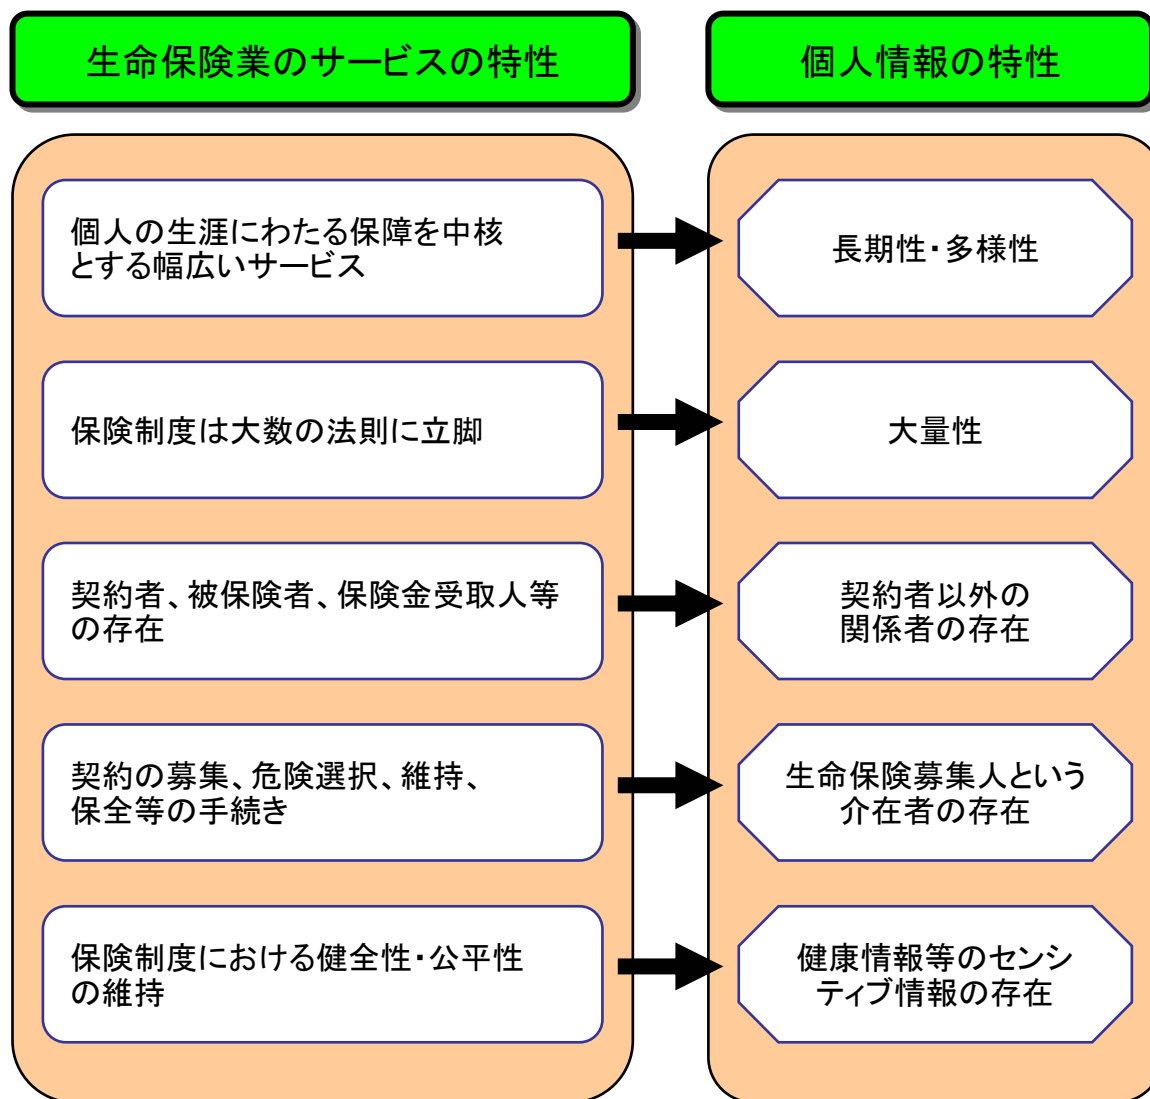 生命保険業のサービスの特性
個人情報の特性
個人の生涯にわたる保障を中核
とする幅広いサービス
長期性・多様性
保険制度は大数の法則に立脚
大量性
契約者、被保険者、保険金受取人等
の存在
契約者以外の
関係者の存在
契約の募集、危険選択、維持、
保全等の手続き
生命保険募集人という
介在者の存在
保険制度における健全性・公平性
の維持
健康情報等のセンシ
ティブ情報の存在